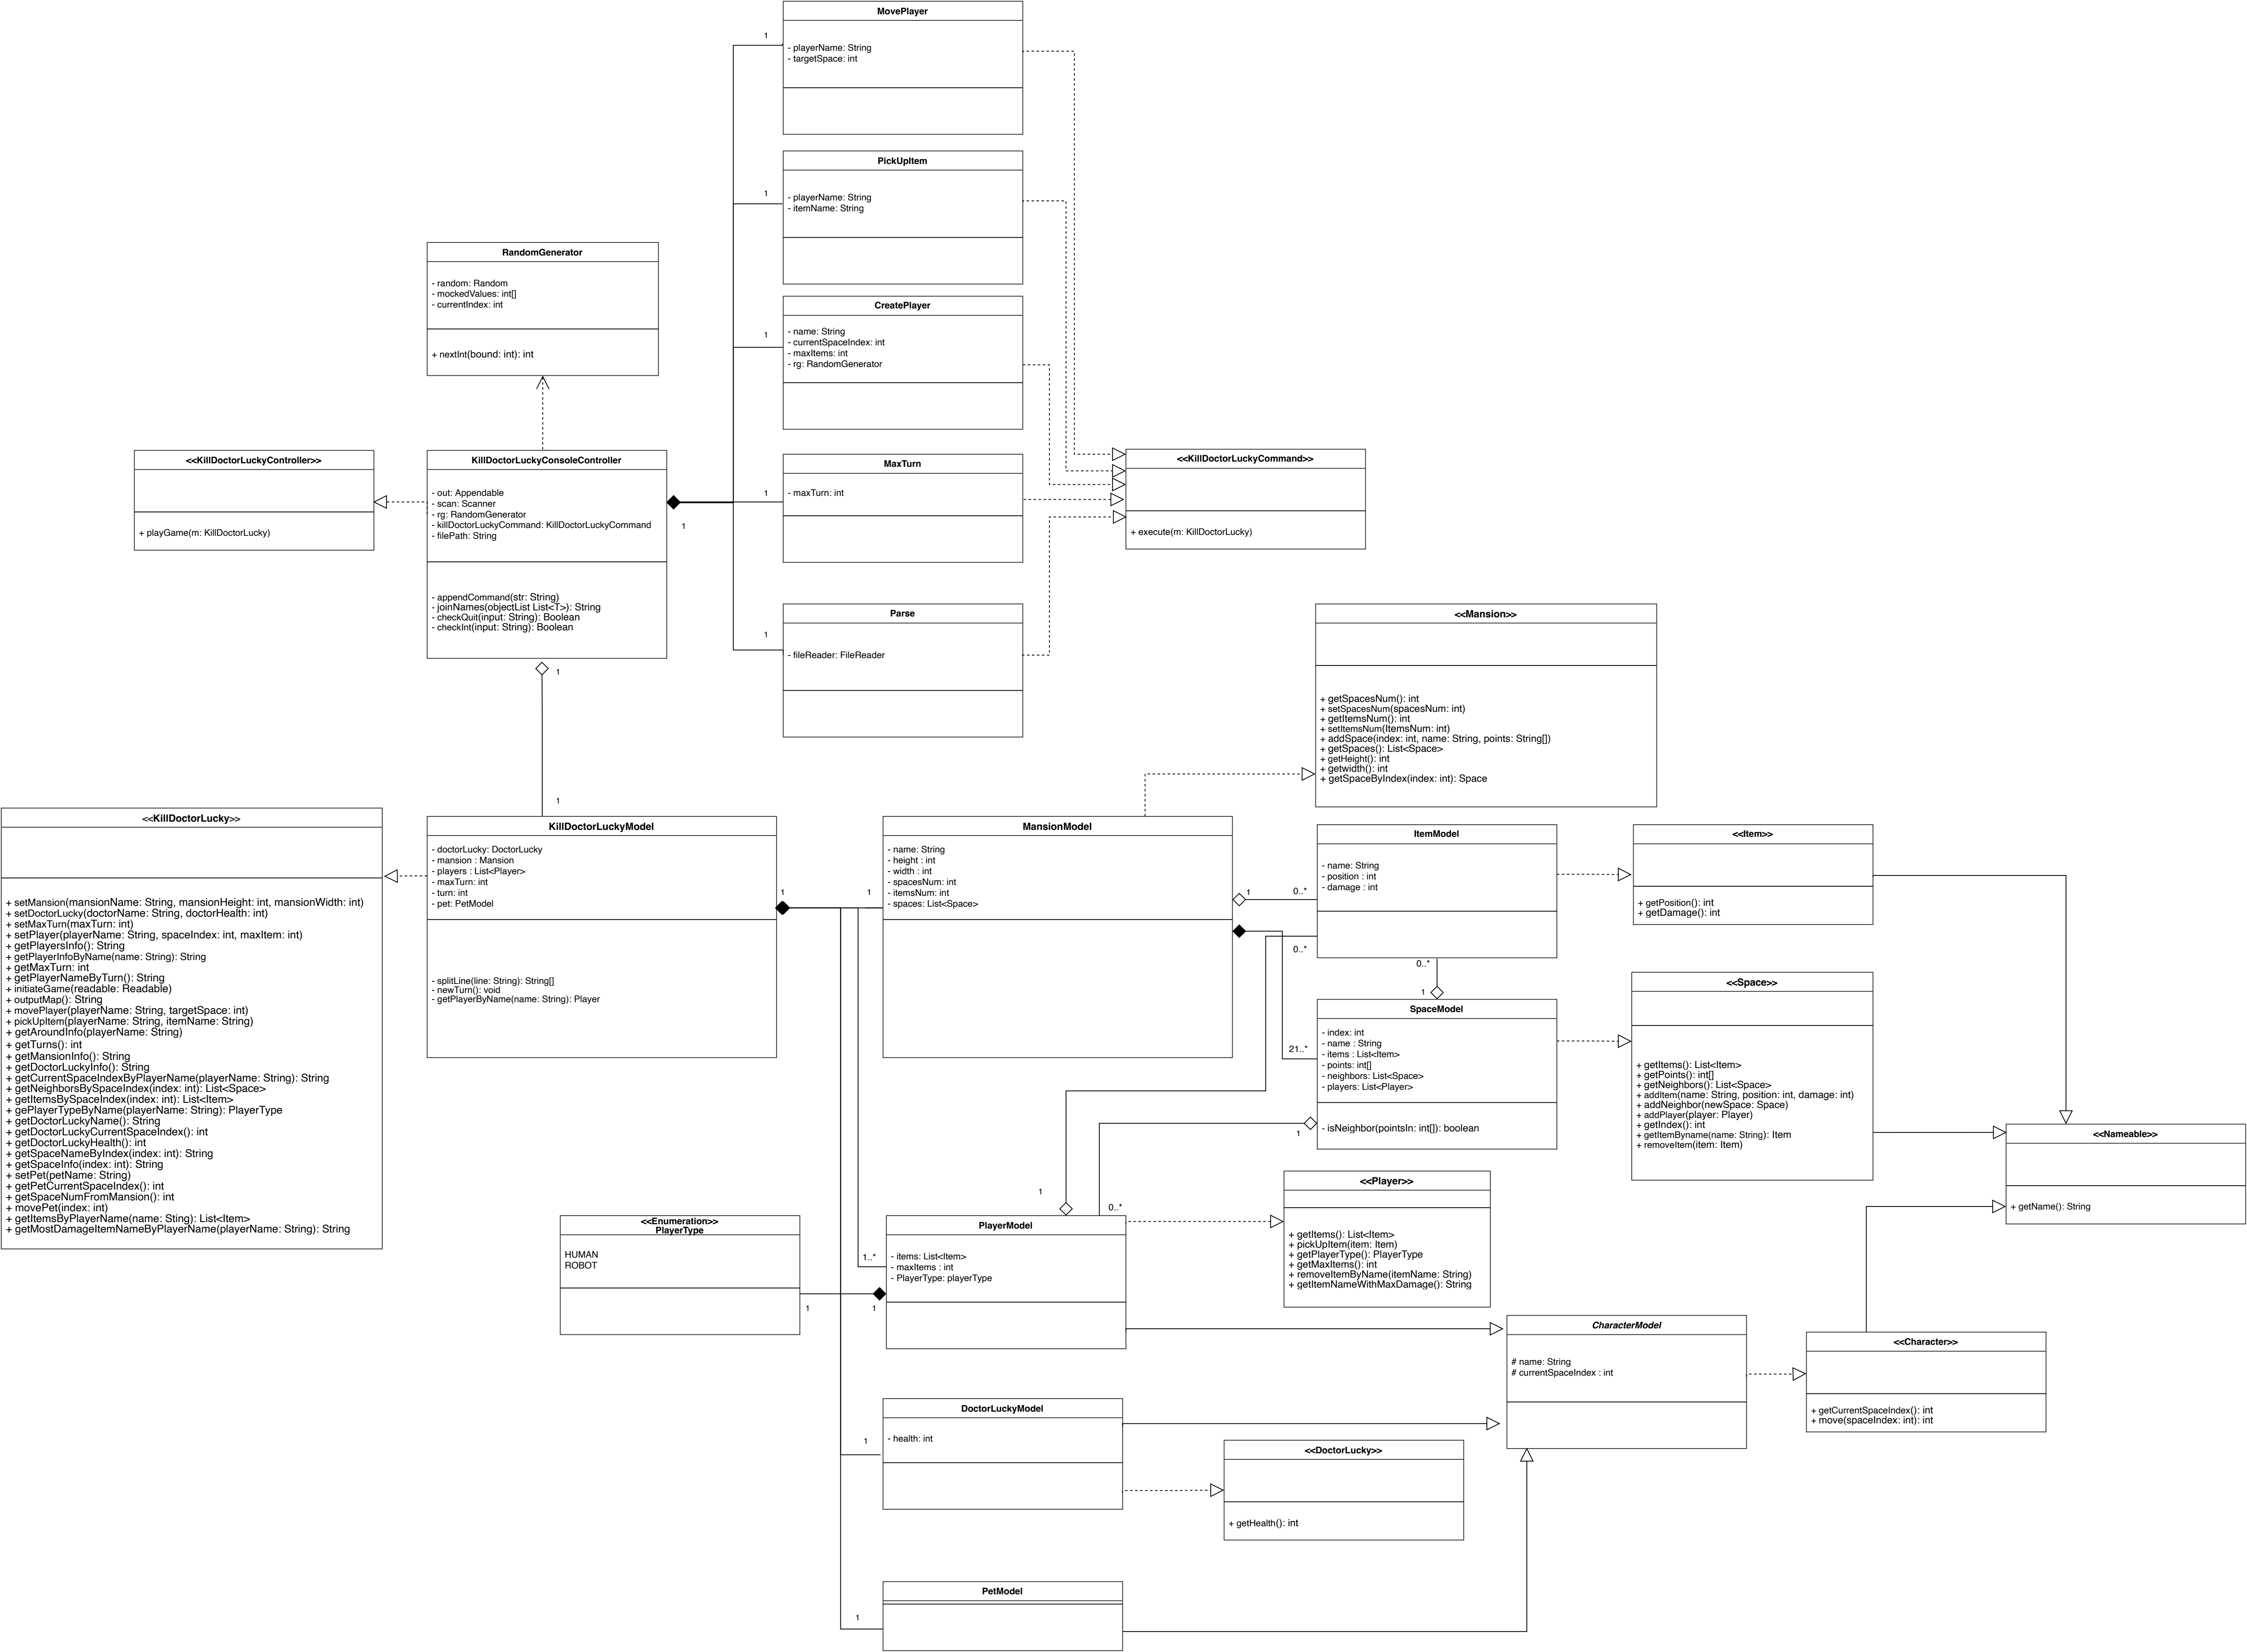 MovePlayer
- playerName: String
- targetSpace: int
1
PickUpItem
- playerName: String
- itemName: String
1
RandomGenerator
- random: Random
- mockedValues: int[]
- currentIndex: int
+ nextInt(bound: int): int
CreatePlayer
- name: String
- currentSpaceIndex: int
- maxItems: int
- rg: RandomGenerator
1
<<KillDoctorLuckyController>>
+ playGame(m: KillDoctorLucky)
KillDoctorLuckyConsoleController
- out: Appendable
- scan: Scanner
- rg: RandomGenerator
- killDoctorLuckyCommand: KillDoctorLuckyCommand
- filePath: String
- appendCommand(str: String)
- joinNames(objectList List<T>): String
- checkQuit(input: String): Boolean
- checkInt(input: String): Boolean
1
MaxTurn
- maxTurn: int
1
<<KillDoctorLuckyCommand>>
+ execute(m: KillDoctorLucky)
Parse
- fileReader: FileReader
1
1
1
<<Mansion>>
+ getSpacesNum(): int
+ setSpacesNum(spacesNum: int)
+ getItemsNum(): int
+ setItemsNum(ItemsNum: int)
+ addSpace(index: int, name: String, points: String[])
+ getSpaces(): List<Space>
+ getHeight(): int
+ getwidth(): int
+ getSpaceByIndex(index: int): Space
<<KillDoctorLucky>>
+ setMansion(mansionName: String, mansionHeight: int, mansionWidth: int)
+ setDoctorLucky(doctorName: String, doctorHealth: int)
+ setMaxTurn(maxTurn: int)
+ setPlayer(playerName: String, spaceIndex: int, maxItem: int)
+ getPlayersInfo(): String
+ getPlayerInfoByName(name: String): String
+ getMaxTurn: int
+ getPlayerNameByTurn(): String
+ initiateGame(readable: Readable)
+ outputMap(): String
+ movePlayer(playerName: String, targetSpace: int)
+ pickUpItem(playerName: String, itemName: String)
+ getAroundInfo(playerName: String)
+ getTurns(): int
+ getMansionInfo(): String
+ getDoctorLuckyInfo(): String
+ getCurrentSpaceIndexByPlayerName(playerName: String): String
+ getNeighborsBySpaceIndex(index: int): List<Space>
+ getItemsBySpaceIndex(index: int): List<Item>
+ gePlayerTypeByName(playerName: String): PlayerType
+ getDoctorLuckyName(): String
+ getDoctorLuckyCurrentSpaceIndex(): int
+ getDoctorLuckyHealth(): int
+ getSpaceNameByIndex(index: int): String
+ getSpaceInfo(index: int): String
+ setPet(petName: String)
+ getPetCurrentSpaceIndex(): int
+ getSpaceNumFromMansion(): int
+ movePet(index: int)
+ getItemsByPlayerName(name: Sting): List<Item>
+ getMostDamageItemNameByPlayerName(playerName: String): String
KillDoctorLuckyModel
- doctorLucky: DoctorLucky
- mansion : Mansion
- players : List<Player>
- maxTurn: int
- turn: int
- pet: PetModel
- splitLine(line: String): String[]
- newTurn(): void
- getPlayerByName(name: String): Player
1
1
MansionModel
- name: String
- height : int
- width : int
- spacesNum: int
- itemsNum: int
- spaces: List<Space>
1
0..*
0..*
21..*
ItemModel
- name: String
- position : int
- damage : int
<<Item>>
+ getPosition(): int
+ getDamage(): int
0..*
1
SpaceModel
- index: int
- name : String
- items : List<Item>
- points: int[]
- neighbors: List<Space>
- players: List<Player>
- isNeighbor(pointsIn: int[]): boolean
1
<<Space>>
+ getItems(): List<Item>
+ getPoints(): int[]
+ getNeighbors(): List<Space>
+ addItem(name: String, position: int, damage: int)
+ addNeighbor(newSpace: Space)
+ addPlayer(player: Player)
+ getIndex(): int
+ getItemByname(name: String): Item
+ removeItem(item: Item)
<<Nameable>>
+ getName(): String
1
0..*
<<Player>>
+ getItems(): List<Item>
+ pickUpItem(item: Item)
+ getPlayerType(): PlayerType
+ getMaxItems(): int
+ removeItemByName(itemName: String)
+ getItemNameWithMaxDamage(): String
<<Enumeration>>
PlayerType
HUMAN
ROBOT
1
1..*
1
PlayerModel
- items: List<Item>
- maxItems : int
- PlayerType: playerType
CharacterModel
# name: String
# currentSpaceIndex : int
<<Character>>
+ getCurrentSpaceIndex(): int
+ move(spaceIndex: int): int
DoctorLuckyModel
- health: int
1
<<DoctorLucky>>
+ getHealth(): int
PetModel
1